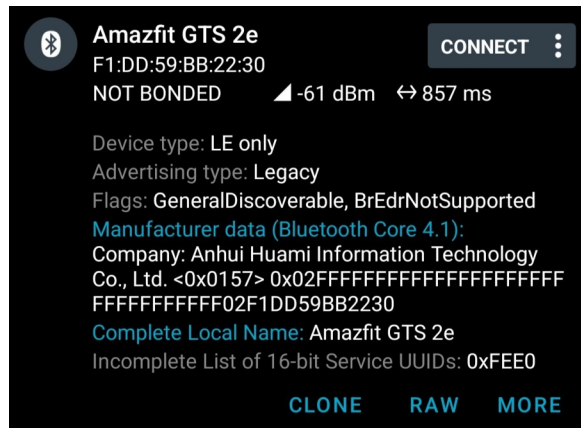 Amazfit GTS 2e
CONNECT
F1:DD:59:BB:22:30
NOT BONDED -61 dBm ↔ 857 ms
Device type: LE only
Advertising type: Legacy
Flags: GeneralDiscoverable, BrEdrNotSupported
Manufacturer data (Bluetooth Core 4.1):
Company: Anhui Huami Information Technology
Co., Ltd. <0x0157> 0x02FFFFFFFFFFFFFFFFFFFFF
FFFFFFFFFFF02F1DD59BB2230
Complete Local Name: Amazfit GTS 2e
Incomplete List of 16-bit Service UUIDs: 0xFEE0
CLONE RAW MORE